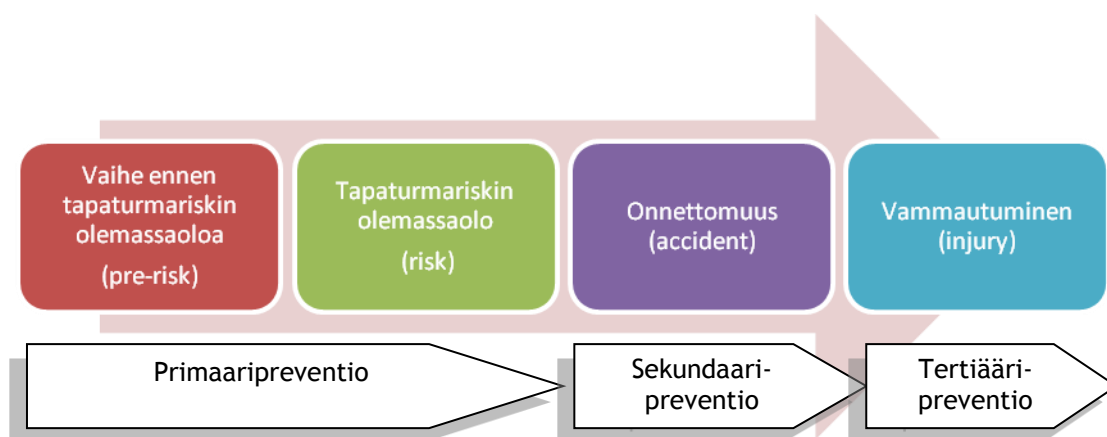 Vaihe ennen
tapaturmariskin
olemassaoloa
(pre-risk)
Tapaturmariskin
olemassaolo
(risk)
Onnettomuus
(accident)
Vammautuminen
(injury)
Primaaripreventio
Sekundaari-
preventio
Tertiääri-
preventio